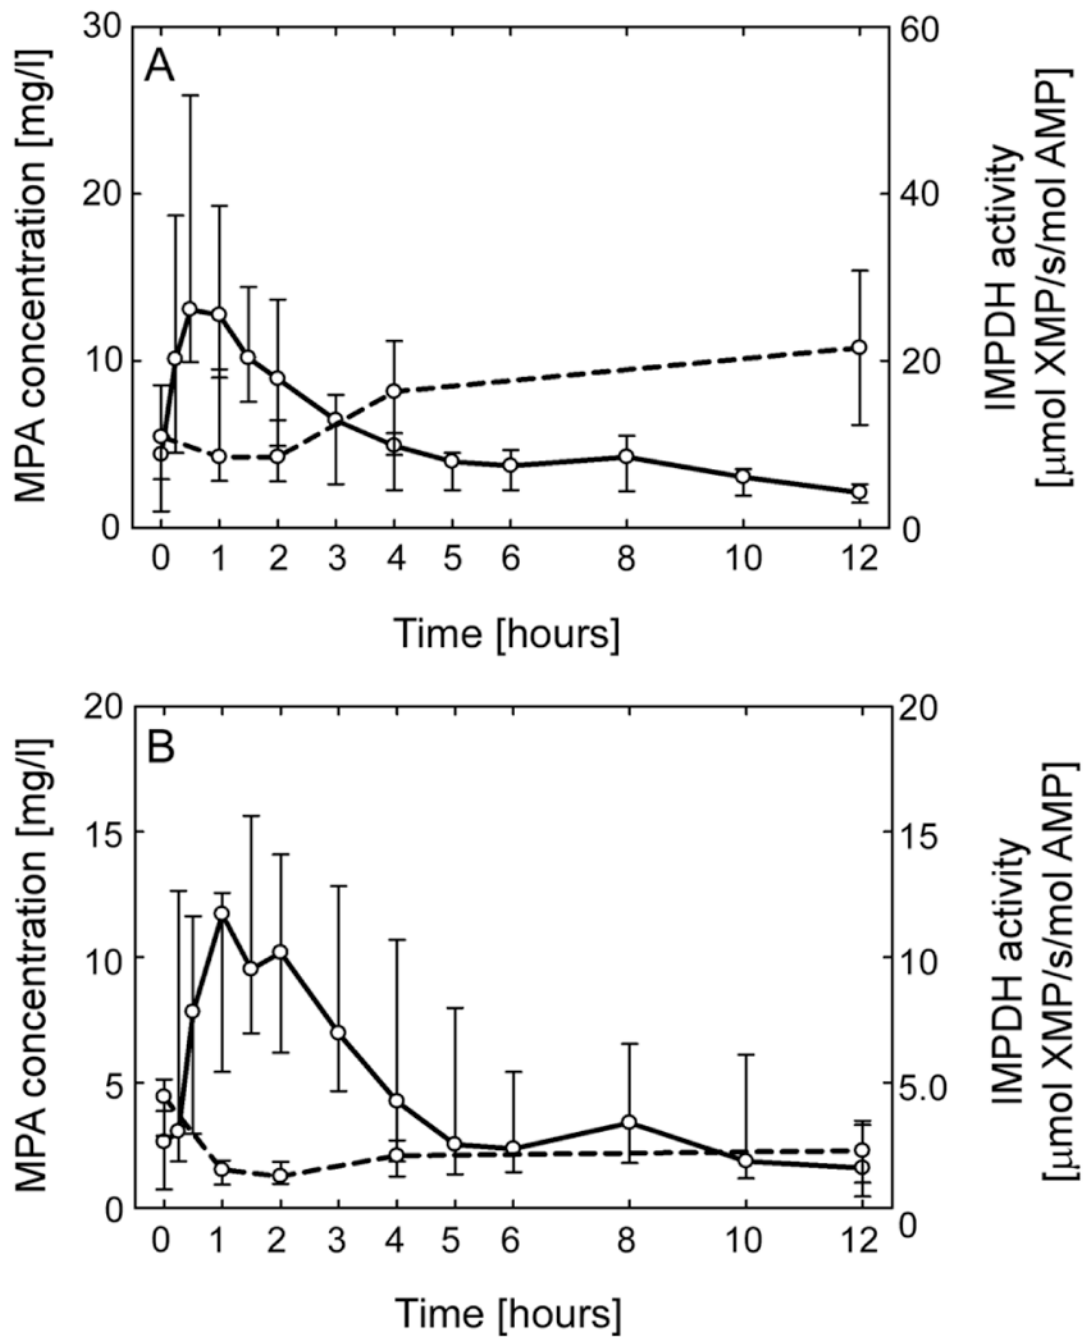 A
30
20
10
0
60
40
20
0
MPA concentration [mg/l]
IMPDH activity
[µmol XMP/s/mol AMP]
0 1 2 3 4 5 6 8 10 12
Time [hours]
B
20
15
10
5
0
20
15
10
5.0
0
MPA concentration [mg/l]
IMPDH activity
[µmol XMP/s/mol AMP]
0 1 2 3 4 5 6 8 10 12
Time [hours]